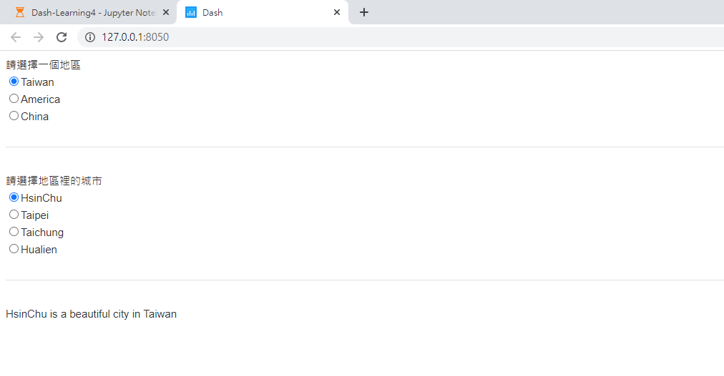 Dash-Learning4 - Jupyter Note
Dash
127.0.0.1:8050
請選擇一個地區
Taiwan
America
China
請選擇地區裡的城市
HsinChu
Taipei
Taichung
Hualien
HsinChu is a beautiful city in Taiwan